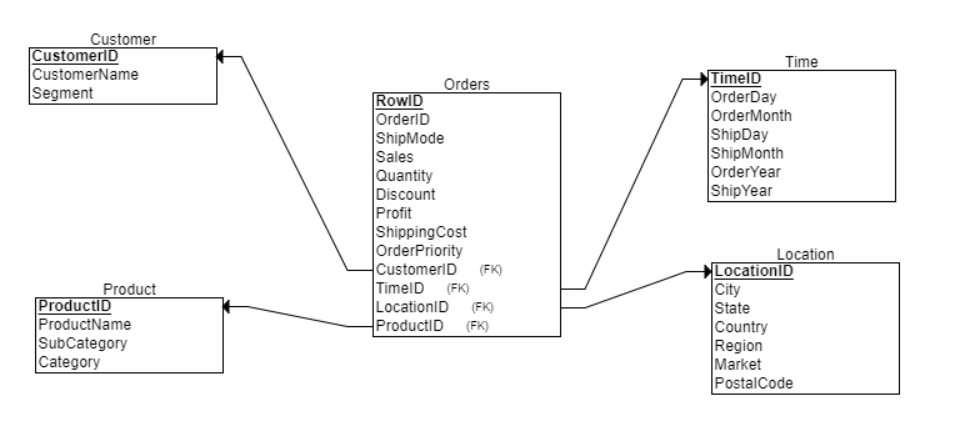 Customer
CustomerID
CustomerName
Segment
Orders
RowID
OrderID
ShipMode
Sales
Quantity
Discount
Profit
ShippingCost
OrderPriority
CustomerID (FK)
TimeID (FK)
LocationID (FK)
ProductID (FK)
Time
TimeID
OrderDay
OrderMonth
ShipDay
ShipMonth
OrderYear
ShipYear
Product
ProductID
ProductName
SubCategory
Category
Location
LocationID
City
State
Country
Region
Market
PostalCode